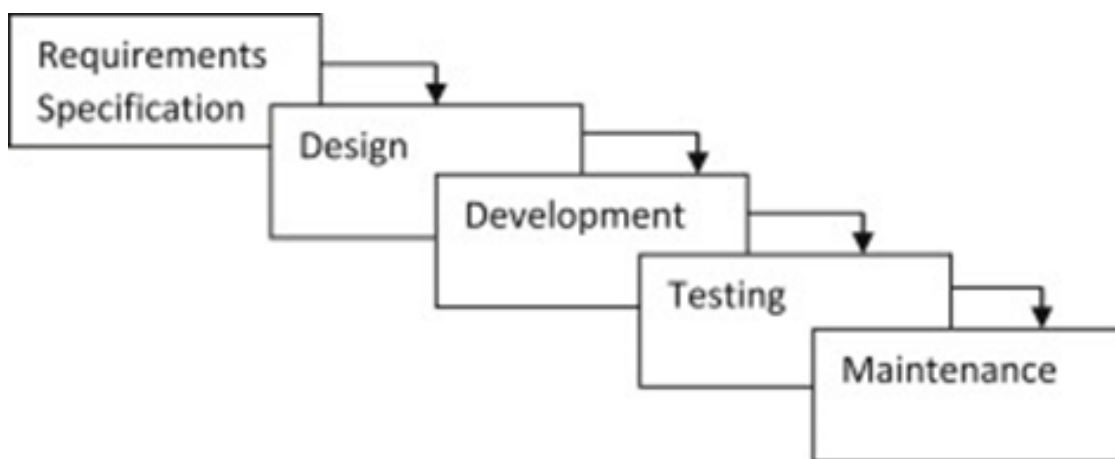 Requirements
Specification
Design
Development
Testing
Maintenance